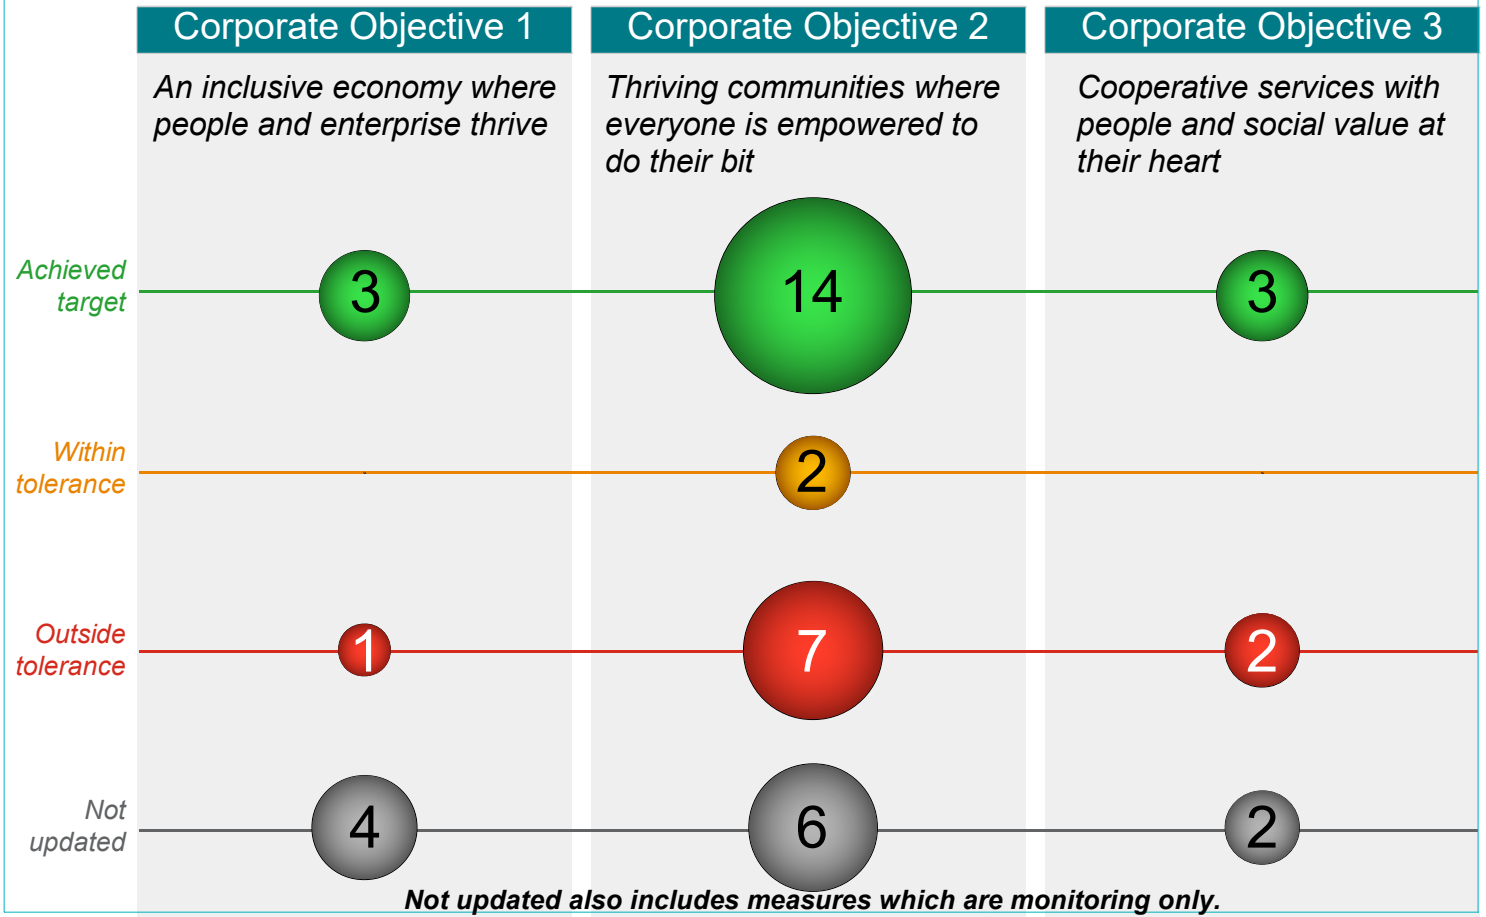 Corporate Objective 1
Corporate Objective 2
Corporate Objective 3
An inclusive economy where
people and enterprise thrive
Thriving communities where
everyone is empowered to
do their bit
Cooperative services with
people and social value at
their heart
Achieved
target
3
14
3
Within
tolerance
2
Outside
tolerance
1
7
2
Not
updated
4
6
2
Not updated also includes measures which are monitoring only.